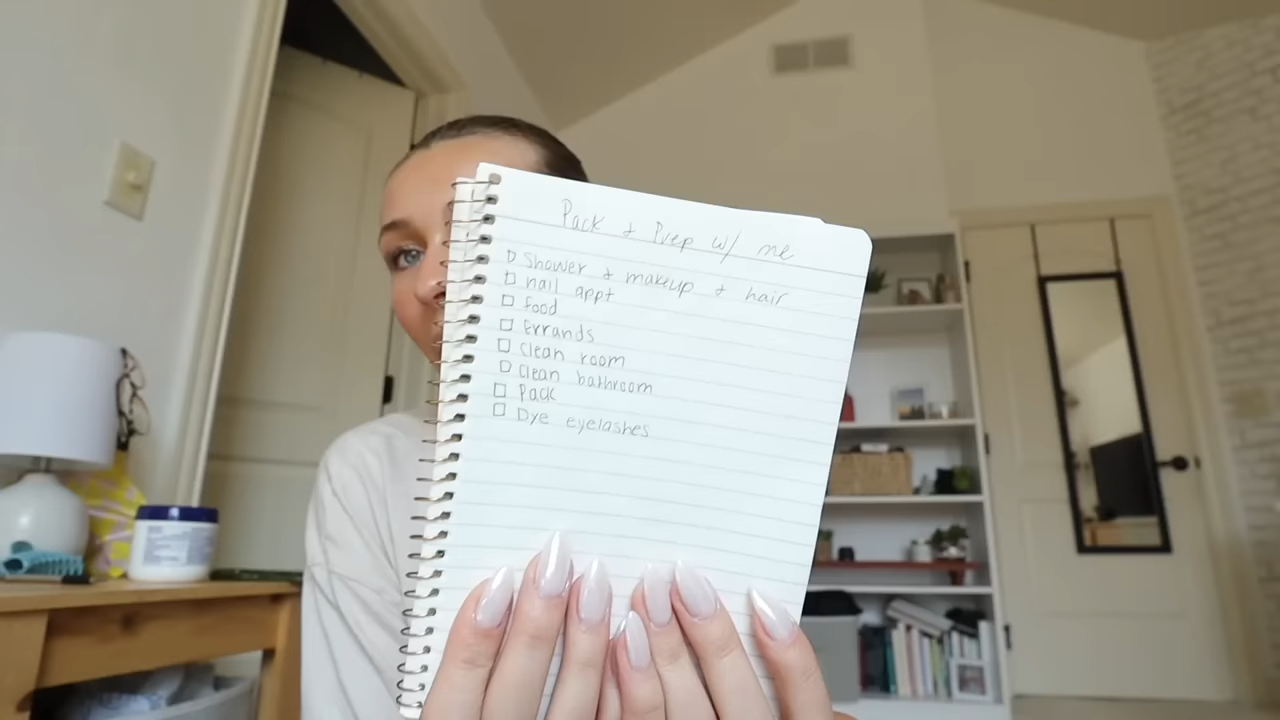 Pack + Prep w/ me
Shower + makeup + hair
nail appt
food
Errands
Clean room
Clean bathroom
Pack
Dye eyelashes